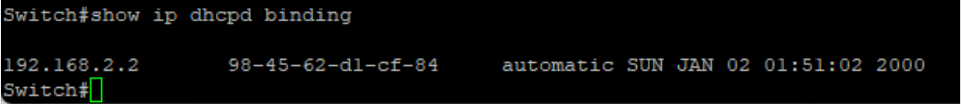 Switch#show ip dhcpd binding
192.168.2.2 98-45-62-d1-cf-84 automatic SUN JAN 02 01:51:02 2000
Switch#